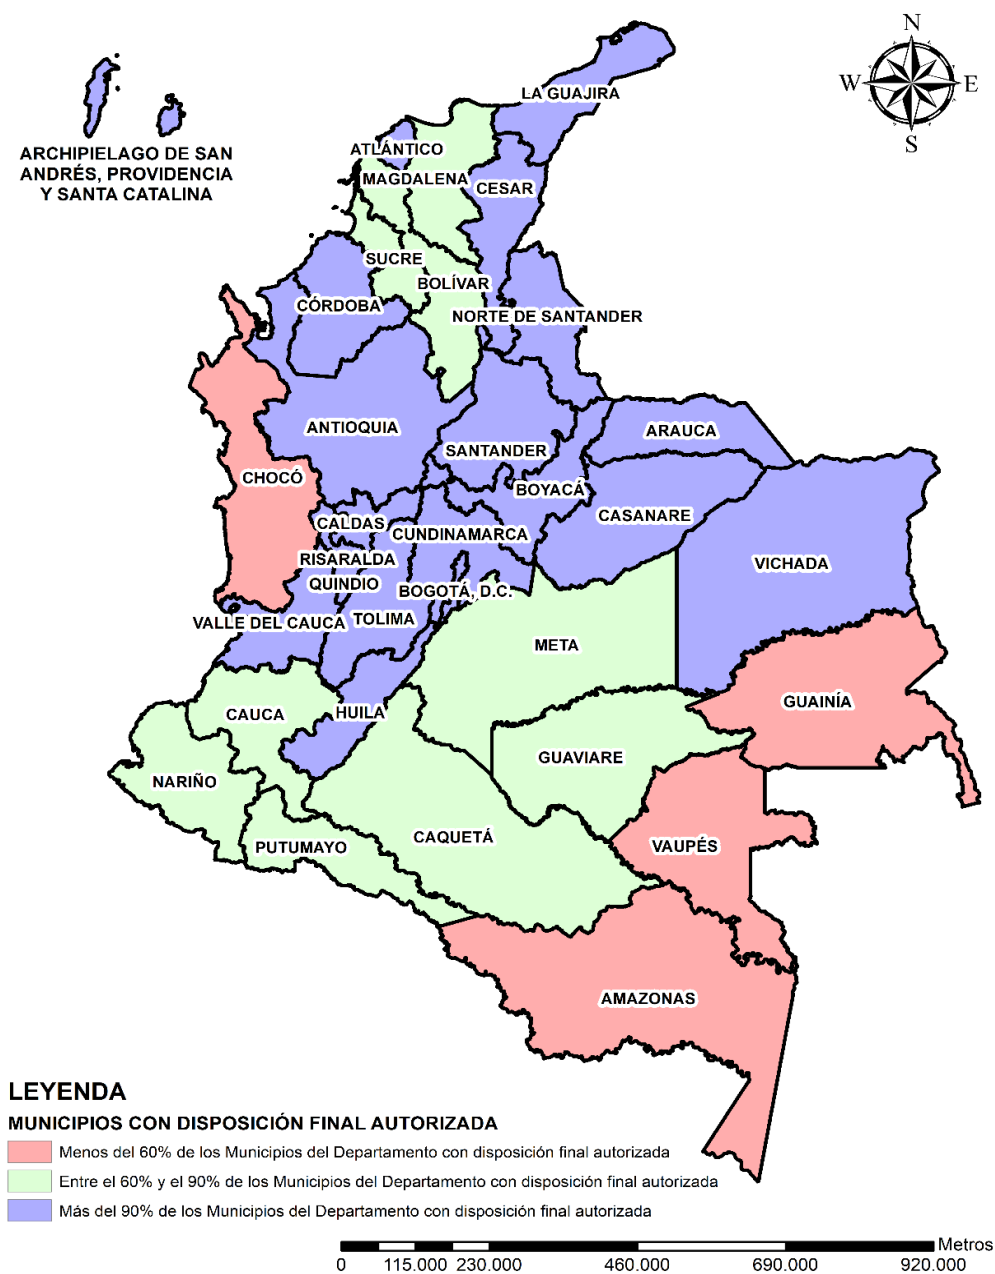 N
W
E
S
LA GUAJIRA
ARCHIPIELAGO DE SAN
ANDRÉS, PROVIDENCIA
Y SANTA CATALINA
ATLÁNTICO
MAGDALENA
CESAR
SUCRE
BOLÍVAR
CÓRDOBA
NORTE DE SANTANDER
ANTIOQUIA
ARAUCA
SANTANDER
CHOCÓ
BOYACÁ
CASANARE
CALDAS
CUNDINAMARCA
RISARALDA
VICHADA
QUINDIO
BOGOTÁ, D.C.
VALLE DEL CAUCA
TOLIMA
META
GUAINÍA
CAUCA
HUILA
GUAVIARE
NARIÑO
CAQUETÁ
PUTUMAYO
VAUPÉS
AMAZONAS
LEYENDA
MUNICIPIOS CON DISPOSICIÓN FINAL AUTORIZADA
Menos del 60% de los Municipios del Departamento con disposición final autorizada
Entre el 60% y el 90% de los Municipios del Departamento con disposición final autorizada
Más del 90% de los Municipios del Departamento con disposición final autorizada
Metros
0 115.000 230.000 460.000 690.000 920.000